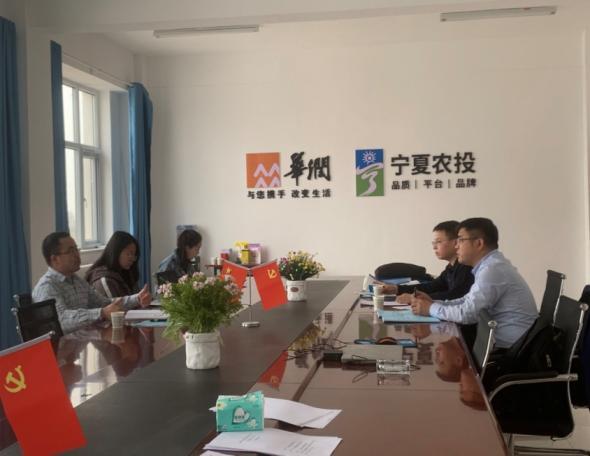 華潤
与您携手 改变生活
宁夏农投
品质 | 平台 | 品牌